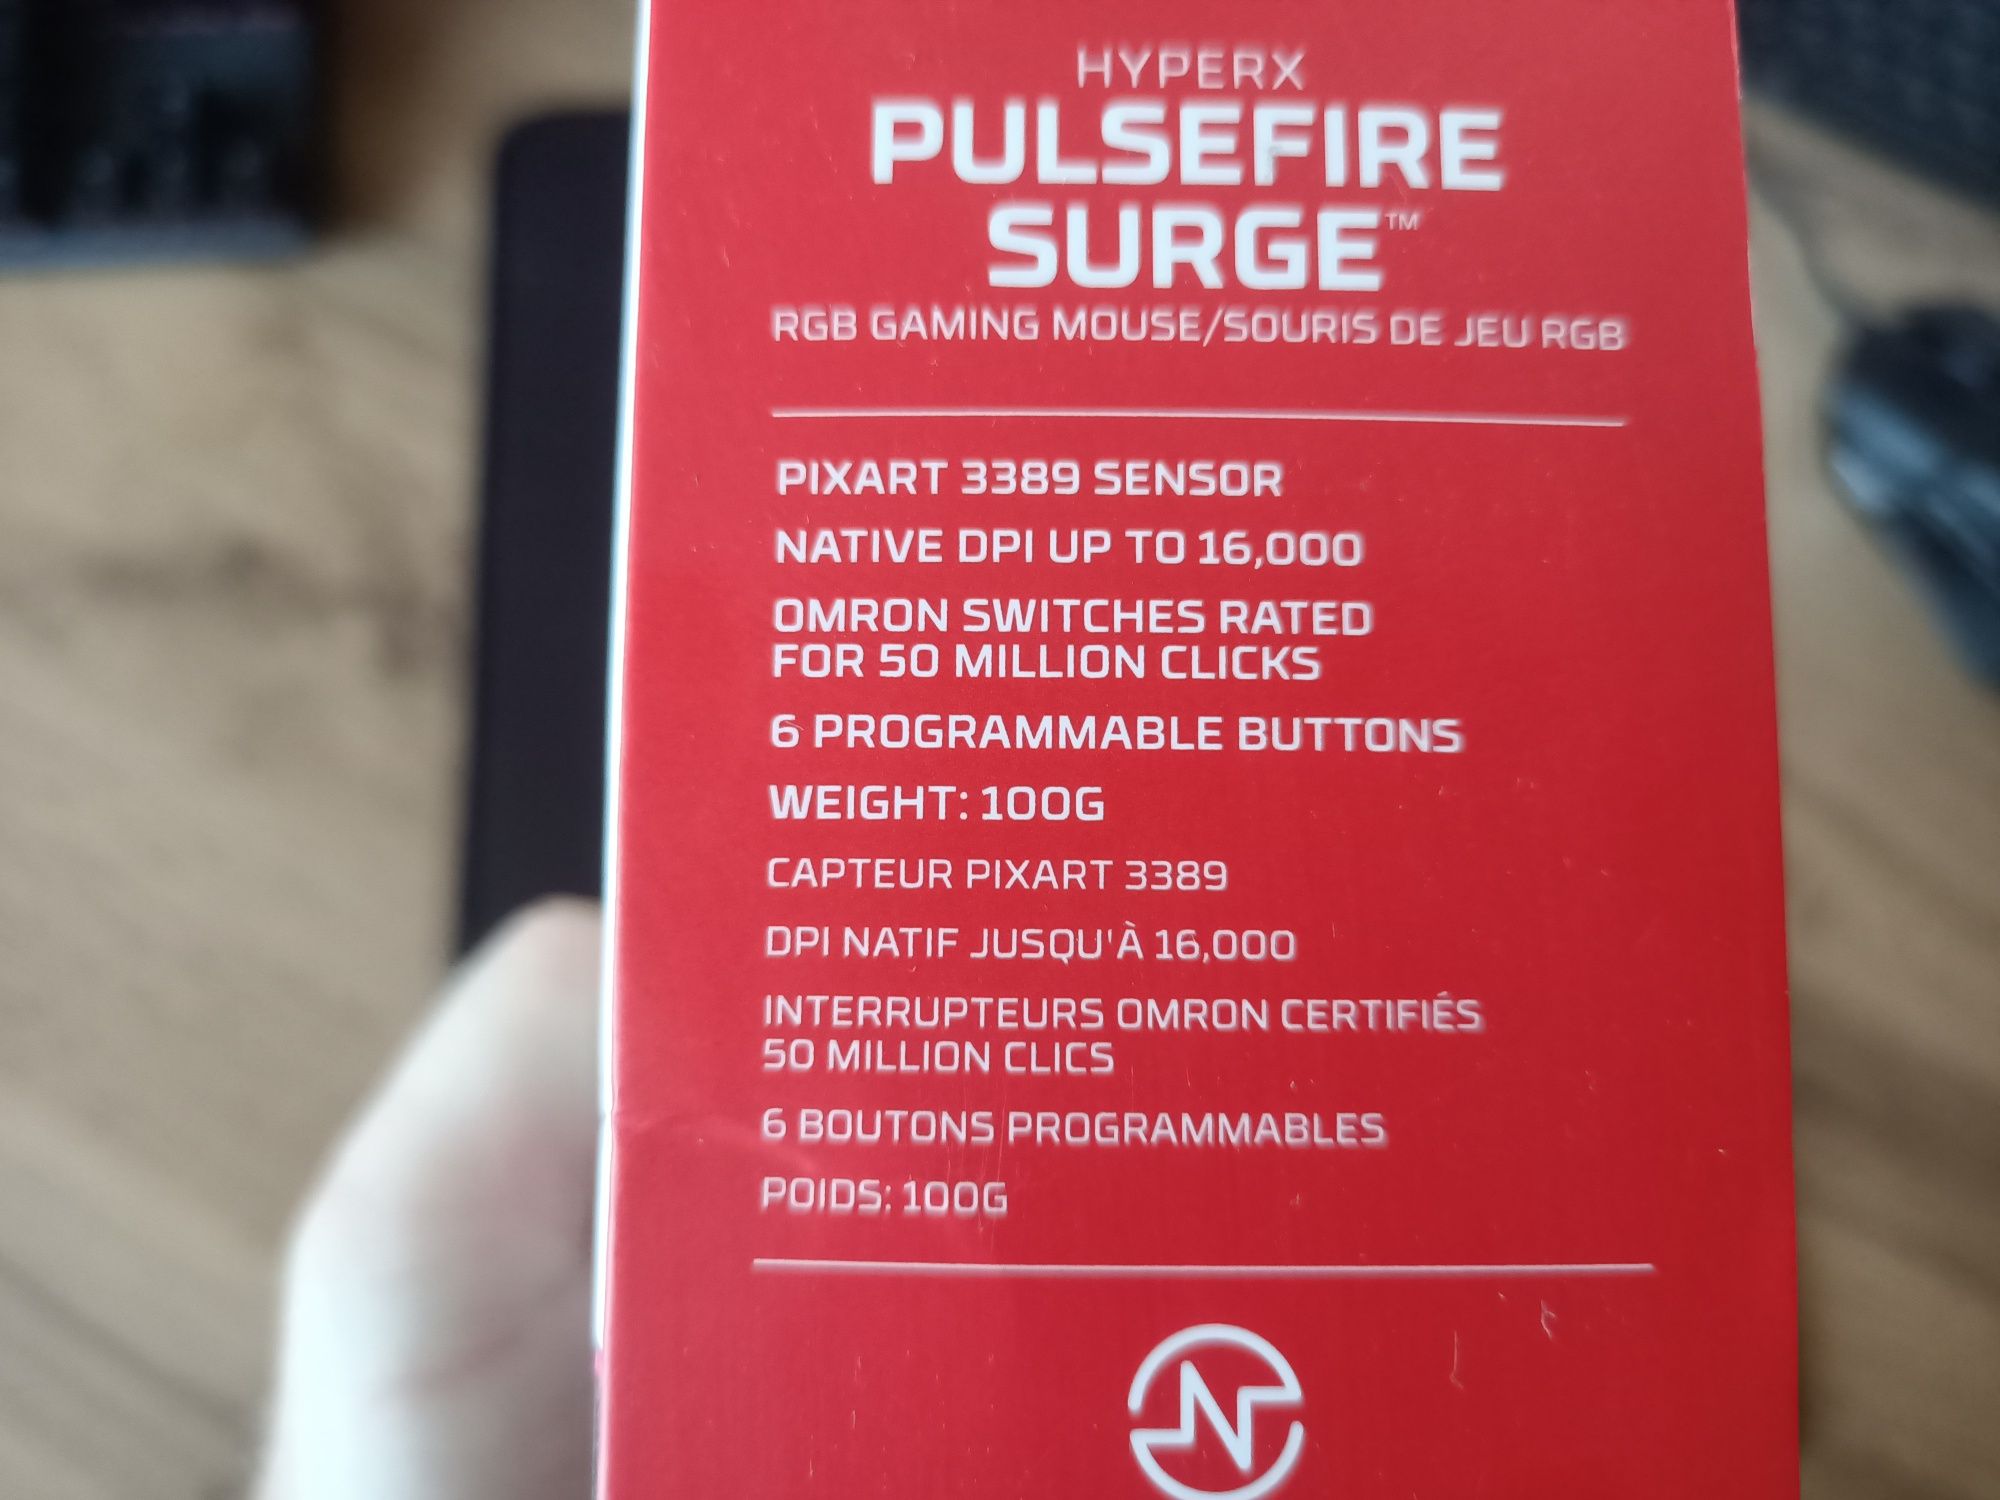 HYPERX
PULSEFIRE
SURGE™
RGB GAMING MOUSE/SOURIS DE JEU RGB
PIXART 3389 SENSOR
NATIVE DPI UP TO 16,000
OMRON SWITCHES RATED
FOR 50 MILLION CLICKS
6 PROGRAMMABLE BUTTONS
WEIGHT: 100G
CAPTEUR PIXART 3389
DPI NATIF JUSQU'À 16,000
INTERRUPTEURS OMRON CERTIFIÉS
50 MILLION CLICS
6 BOUTONS PROGRAMMABLES
POIDS: 100G